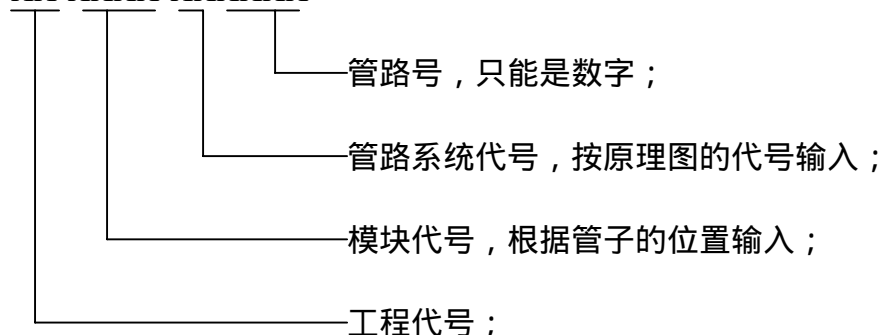 管路号，只能是数字；
管路系统代号，按原理图的代号输入；
模块代号，根据管子的位置输入；
工程代号；